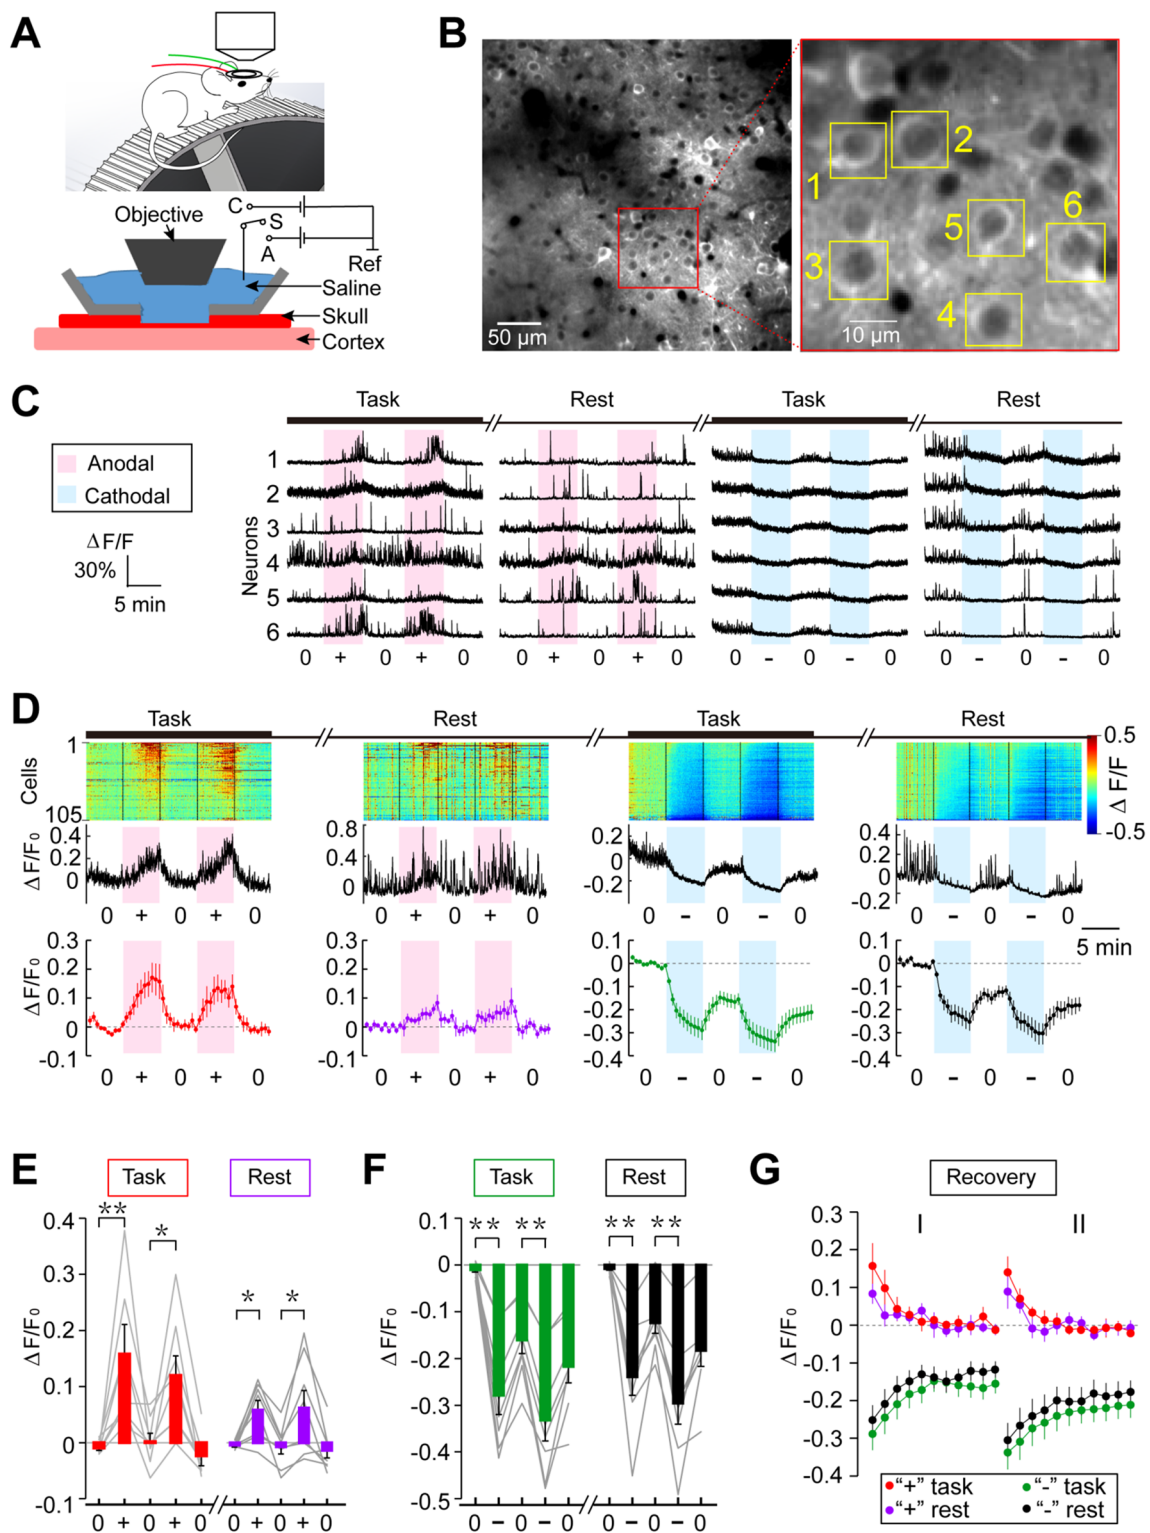 A
Objective
C
S
A
Ref
Saline
Skull
Cortex
B
50 µm
1
2
3
4
5
6
10 µm
C
Task
Rest
Task
Rest
Anodal
Cathodal
ΔF/F
30%
5 min
Neurons
1
2
3
4
5
6
0 + 0 + 0
0 + 0 + 0
0 - 0 - 0
0 - 0 - 0
D
Task
Rest
Task
Rest
Cells
1
105
0.5
Δ F/F
-0.5
ΔF/F₀
0.4
0.2
0
0.8
0.4
0
0.2
0
-0.2
0.4
0.2
0
-0.2
0 + 0 + 0
0 + 0 + 0
0 - 0 - 0
0 - 0 - 0
5 min
ΔF/F₀
0.3
0.2
0.1
0
-0.1
0.3
0.2
0.1
0
-0.1
0.1
0
-0.1
-0.2
-0.3
-0.4
0.1
0
-0.1
-0.2
-0.3
-0.4
0 + 0 + 0
0 + 0 + 0
0 - 0 - 0
0 - 0 - 0
E
Task
Rest
ΔF/F₀
0.4
0.3
0.2
0.1
0
-0.1
** *
* *
0 + 0 + 0
0 + 0 + 0
F
Task
Rest
ΔF/F₀
0.1
0
-0.1
-0.2
-0.3
-0.4
-0.5
** **
** **
0 - 0 - 0
0 - 0 - 0
G
Recovery
I
II
ΔF/F₀
0.3
0.2
0.1
0
-0.1
-0.2
-0.3
-0.4
“+” task
“-” task
“+” rest
“-” rest